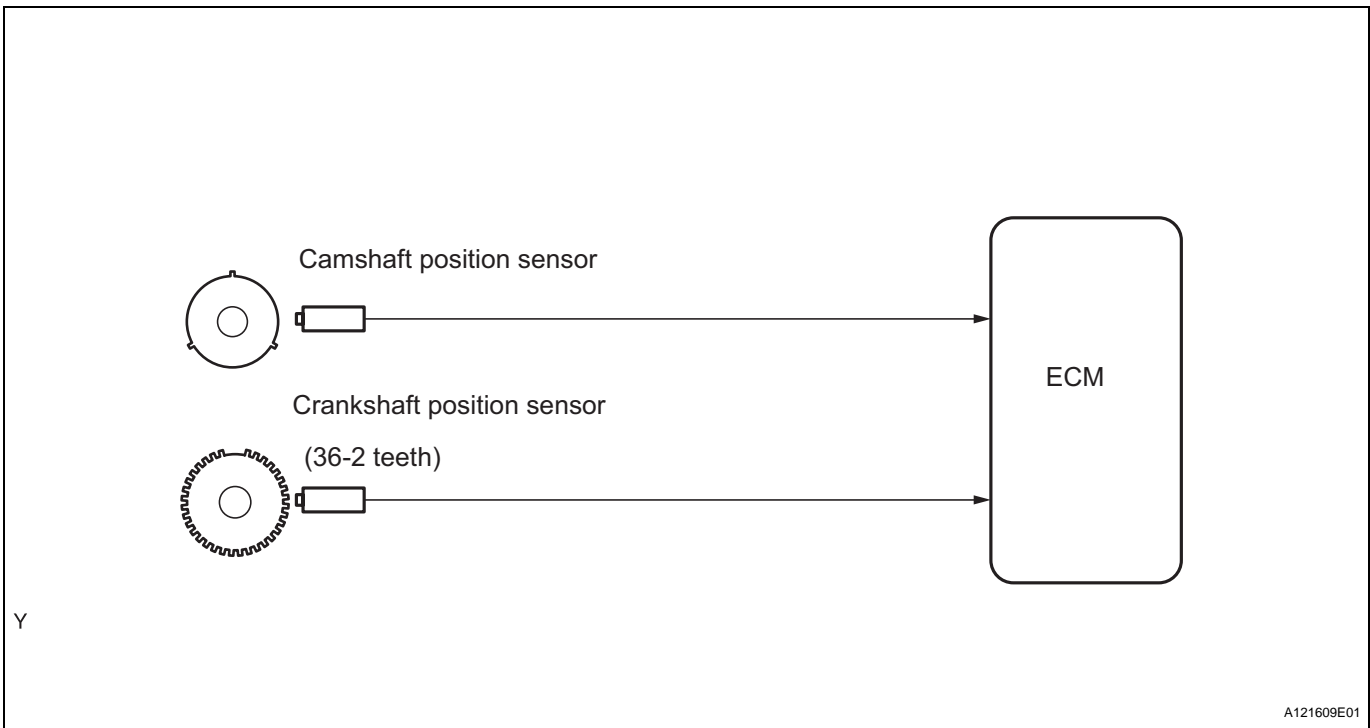 Camshaft position sensor
ECM
Crankshaft position sensor
(36-2 teeth)
Y
A121609E01